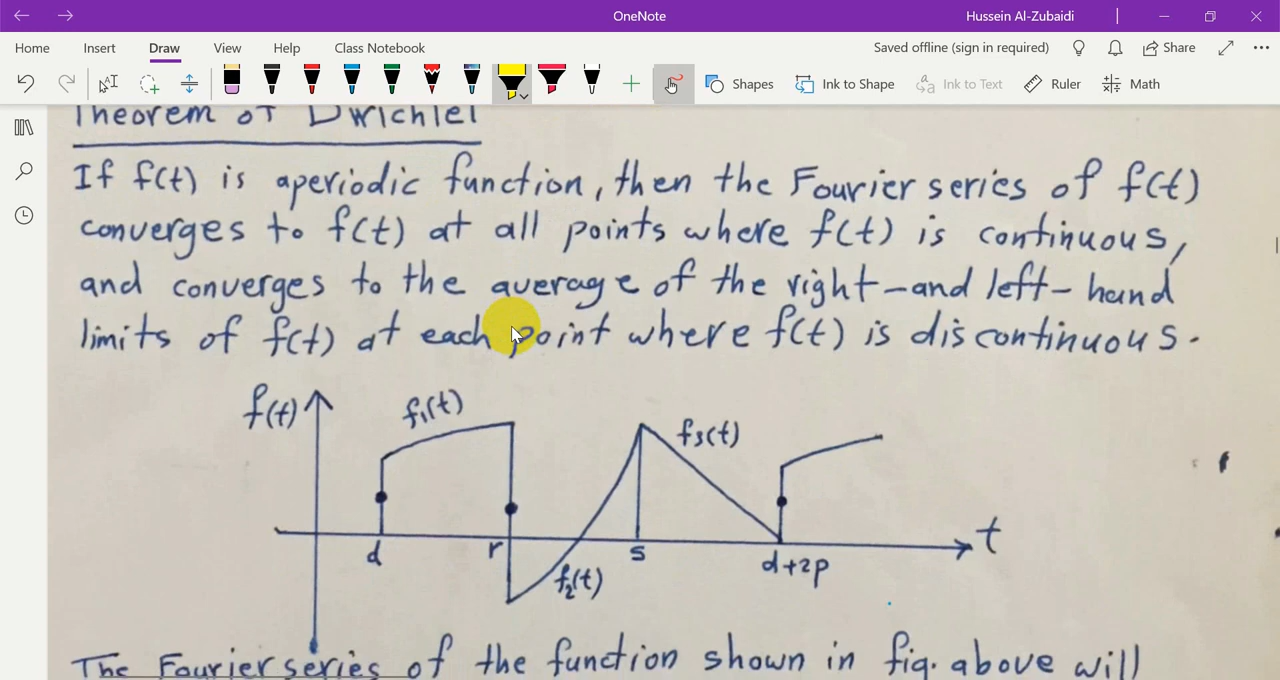 OneNote
Hussein Al-Zubaidi
Home Insert Draw View Help Class Notebook
Saved offline (sign in required) Share
Shapes Ink to Shape Ink to Text Ruler Math
Theorem of Dirichlet
If f(t) is aperiodic function, then the Fourier series of f(t)
converges to f(t) at all points where f(t) is continuous,
and converges to the average of the right-and left-hand
limits of f(t) at each point where f(t) is discontinuous.
f(t) f₁(t) f₃(t)
t
d r s d+2p
f₂(t)
The Fourier series of the function shown in fig. above will